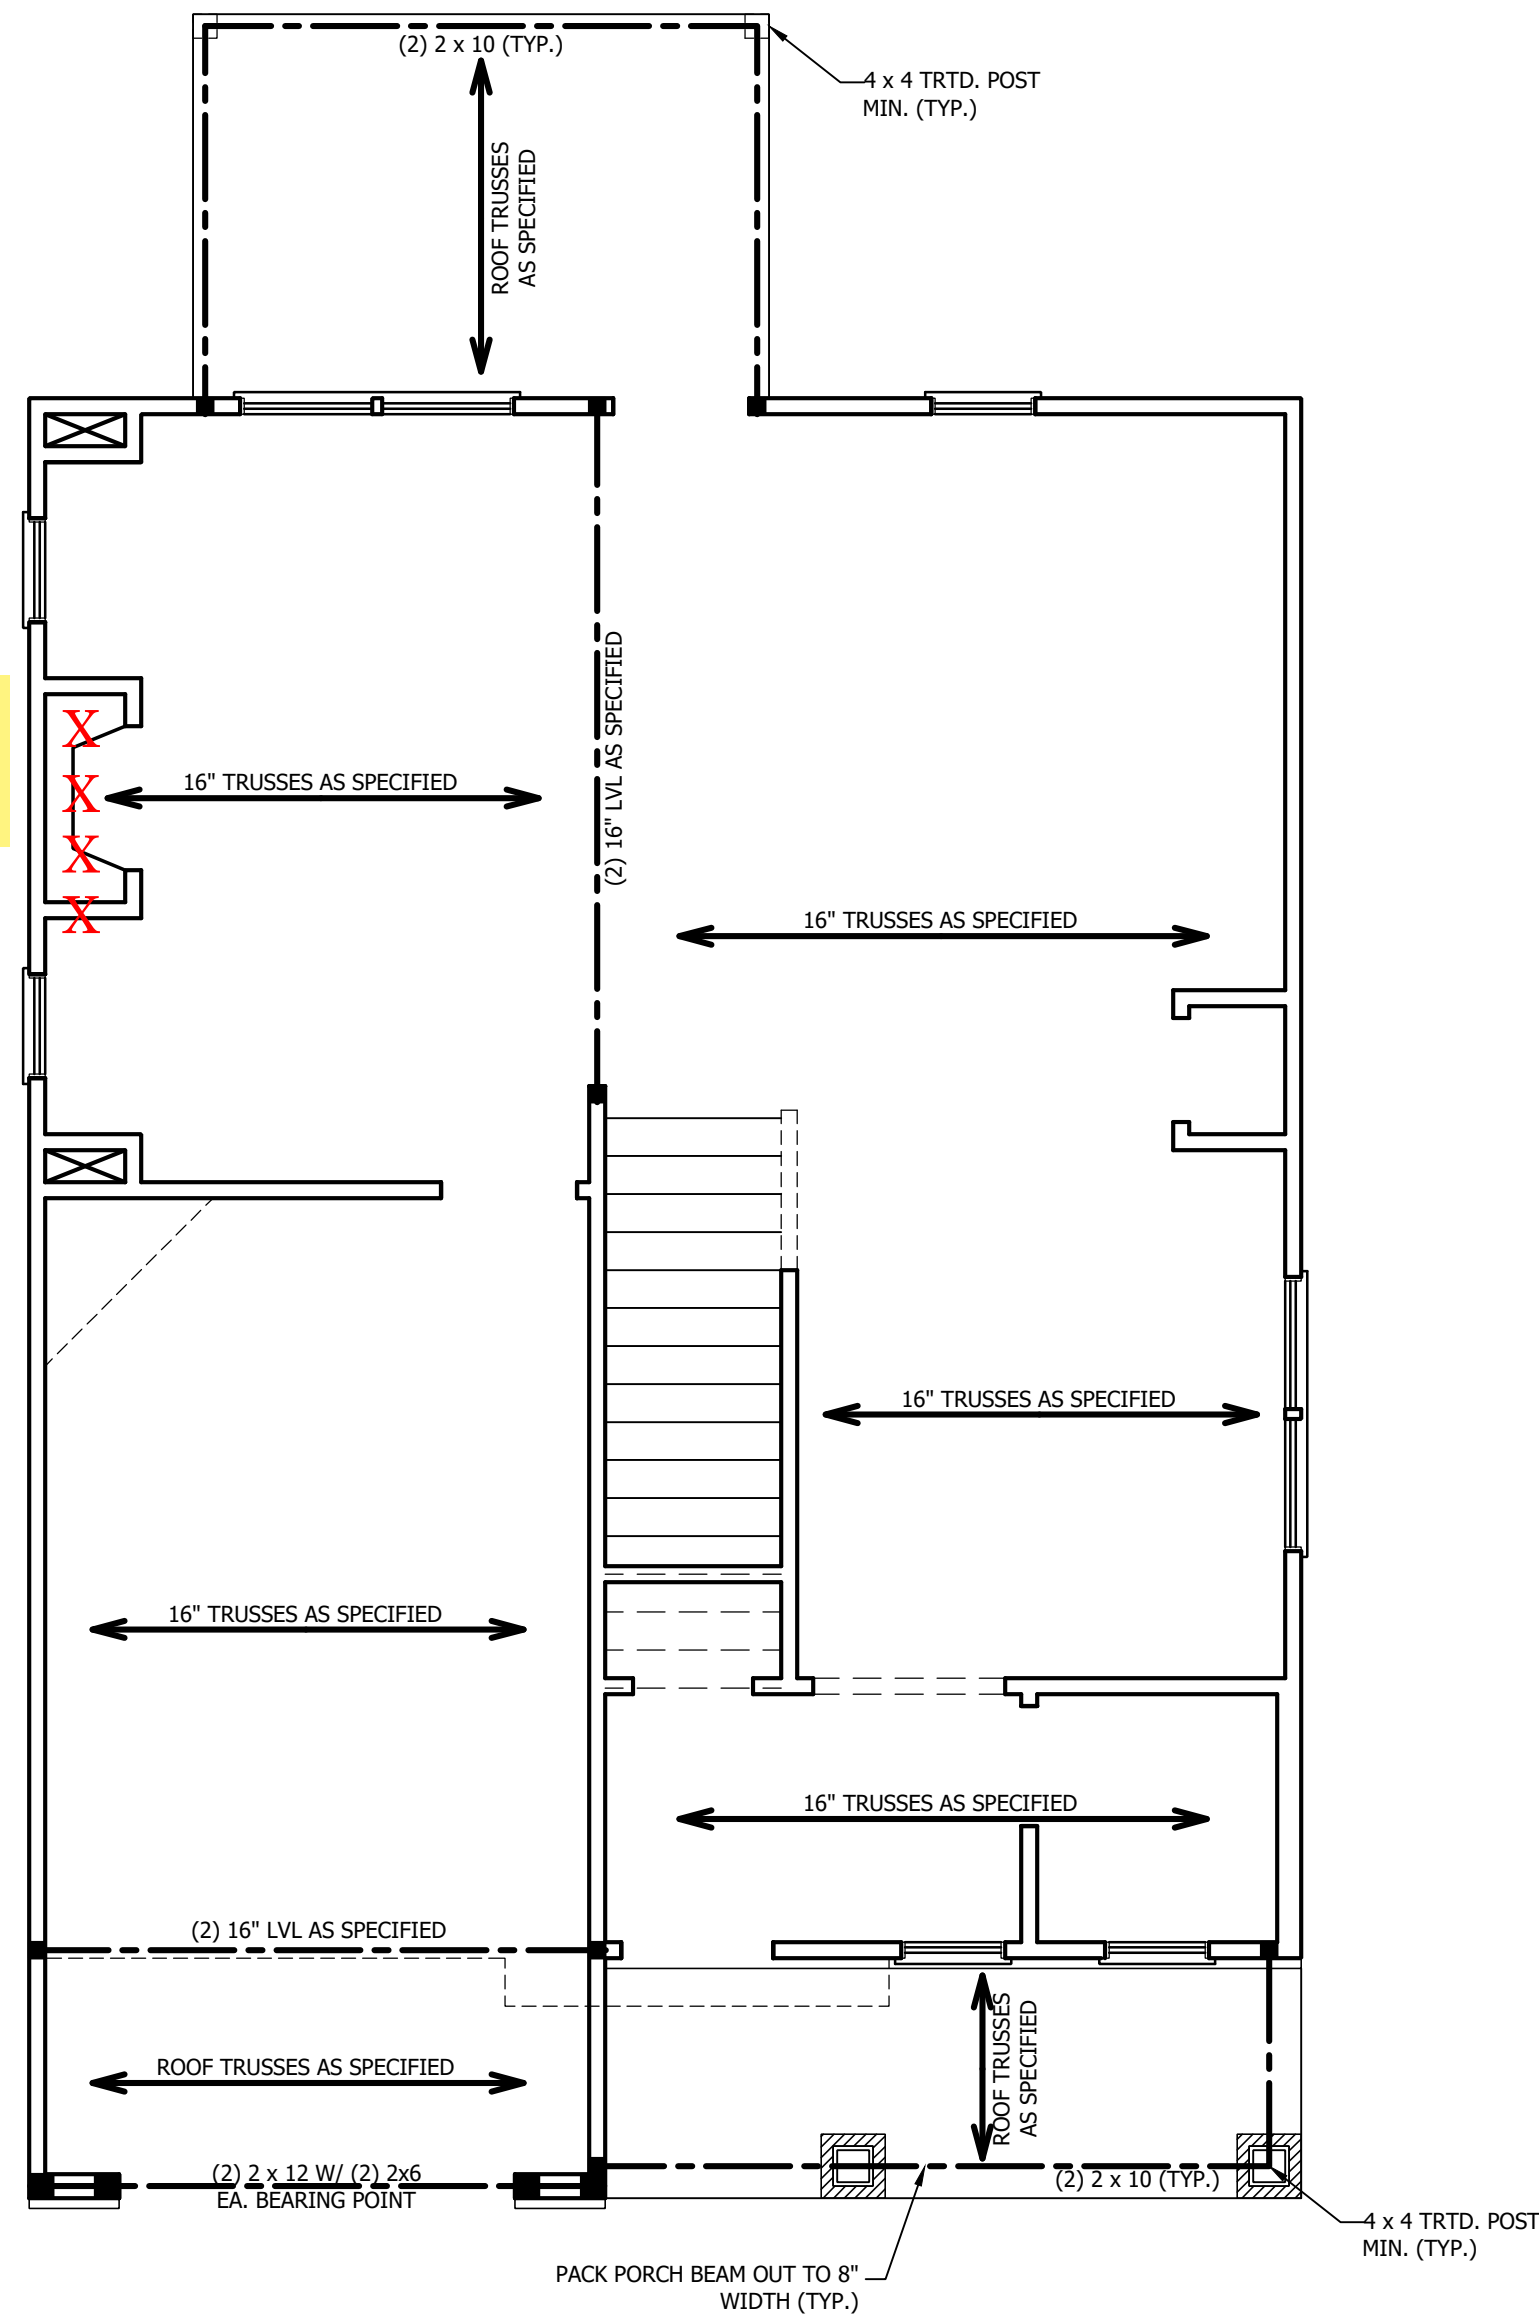 (2) 2 x 10 (TYP.)
4 x 4 TRTD. POST
MIN. (TYP.)
ROOF TRUSSES
AS SPECIFIED
X
X
X
X
16" TRUSSES AS SPECIFIED
(2) 16" LVL AS SPECIFIED
16" TRUSSES AS SPECIFIED
16" TRUSSES AS SPECIFIED
16" TRUSSES AS SPECIFIED
16" TRUSSES AS SPECIFIED
(2) 16" LVL AS SPECIFIED
ROOF TRUSSES
AS SPECIFIED
ROOF TRUSSES AS SPECIFIED
(2) 2 x 12 W/ (2) 2x6
EA. BEARING POINT
(2) 2 x 10 (TYP.)
4 x 4 TRTD. POST
MIN. (TYP.)
PACK PORCH BEAM OUT TO 8"
WIDTH (TYP.)